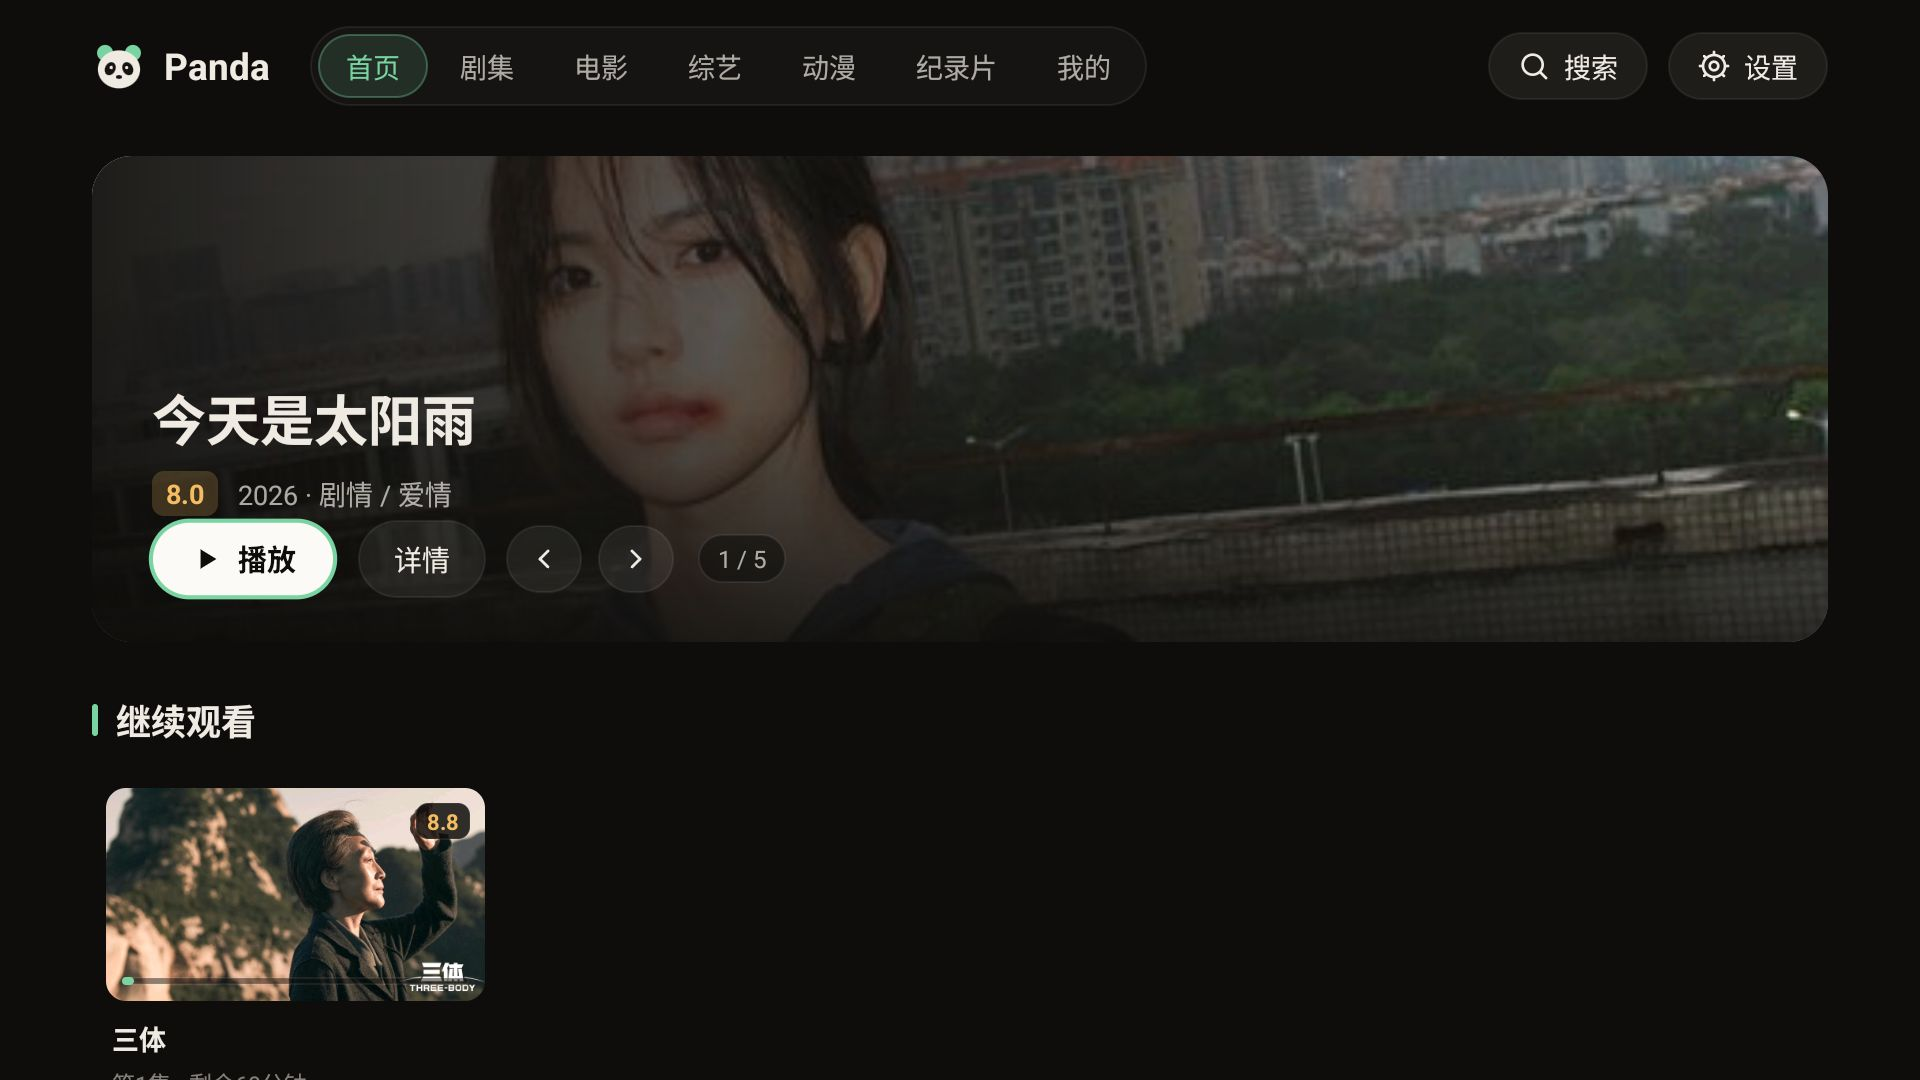 Panda
首页
剧集
电影
综艺
动漫
纪录片
我的
搜索
设置
今天是太阳雨
8.0 2026 · 剧情 / 爱情
播放
详情
1 / 5
继续观看
8.8
三体
THREE-BODY
三体